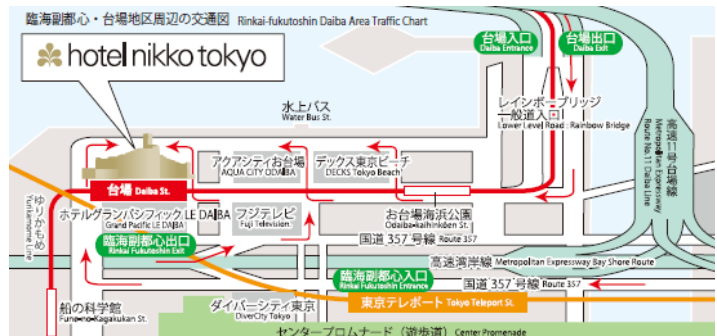 臨海副都心・台場地区周辺の交通図 Rinkai-fukutoshin Daiba Area Traffic Chart
hotel nikko tokyo
台場入口
Daiba Entrance
台場出口
Daiba Exit
水上バス
Water Bus St.
レインボーブリッジ
一般道入口
Lower Level Road : Rainbow Bridge
高速11号台場線
Metropolitan Expressway
Route No.11 Daiba Line
アクアシティお台場
AQUA CITY ODAIBA
デックス東京ビーチ
DECKS Tokyo Beach
台場 Daiba St.
ゆりかもめ
Yurikamome Line
ホテルグランパシフィック LE DAIBA
Grand Pacific LE DAIBA
フジテレビ
Fuji Television
お台場海浜公園
Odaiba-kaihinkōen St.
臨海副都心出口
Rinkai Fukutoshin Exit
国道 357号線 Route 357
高速湾岸線 Metropolitan Expressway Bay Shore Route
臨海副都心入口
Rinkai Fukutoshin Entrance
国道 357号線 Route 357
船の科学館
Fune-no-Kagakukan St.
ダイバーシティ東京
DiverCity Tokyo
東京テレポート Tokyo Teleport St.
センタープロムナード（遊歩道）Center Promenade